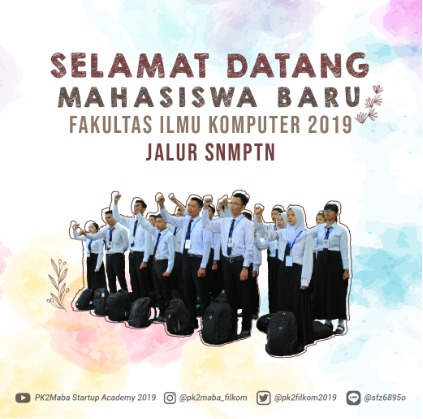 SELAMAT DATANG
MAHASISWA BARU
FAKULTAS ILMU KOMPUTER 2019
JALUR SNMPTN
PK2Maba Startup Academy 2019 @pk2maba_filkom @pk2filkom2019 @sfz6895o